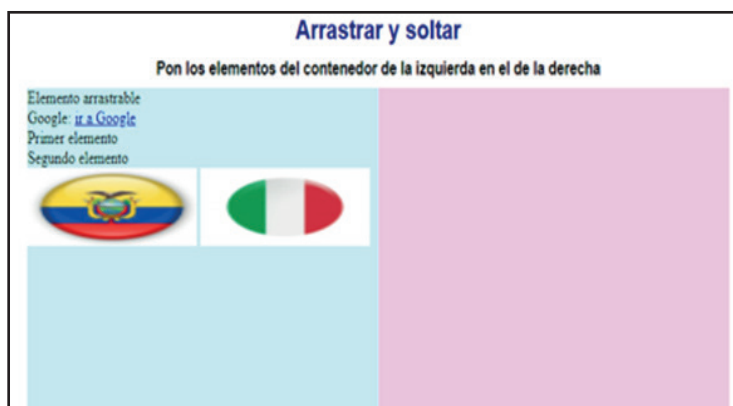 Arrastrar y soltar
Pon los elementos del contenedor de la izquierda en el de la derecha
Elemento arrastrable
Google: ir a Google
Primer elemento
Segundo elemento